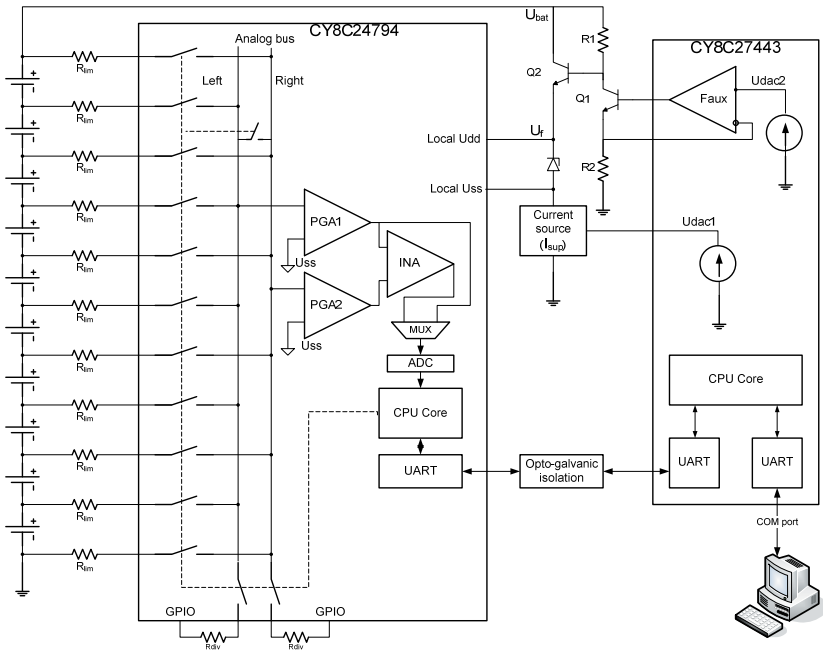 CY8C24794
Analog bus
Left
Right
Rlim
Rlim
Rlim
Rlim
Rlim
Rlim
Rlim
Rlim
Rlim
Rlim
Rlim
+
-
+
-
+
-
+
-
+
-
+
-
+
-
+
-
+
-
+
-
PGA1
Uss
PGA2
Uss
INA
MUX
ADC
CPU Core
UART
GPIO
GPIO
Rdiv
Rdiv
Ubat
R1
Q2
Q1
Local Udd
Uf
R2
Local Uss
Current
source
(Isup)
Opto-galvanic
isolation
CY8C27443
Faux
Udac2
Udac1
CPU Core
UART
UART
COM port